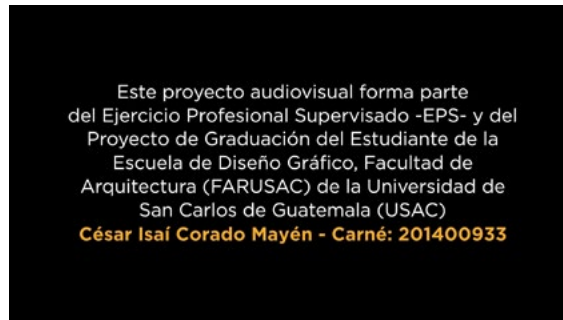 Este proyecto audiovisual forma parte
del Ejercicio Profesional Supervisado -EPS- y del
Proyecto de Graduación del Estudiante de la
Escuela de Diseño Gráfico, Facultad de
Arquitectura (FARUSAC) de la Universidad de
San Carlos de Guatemala (USAC)
César Isaí Corado Mayén - Carné: 201400933